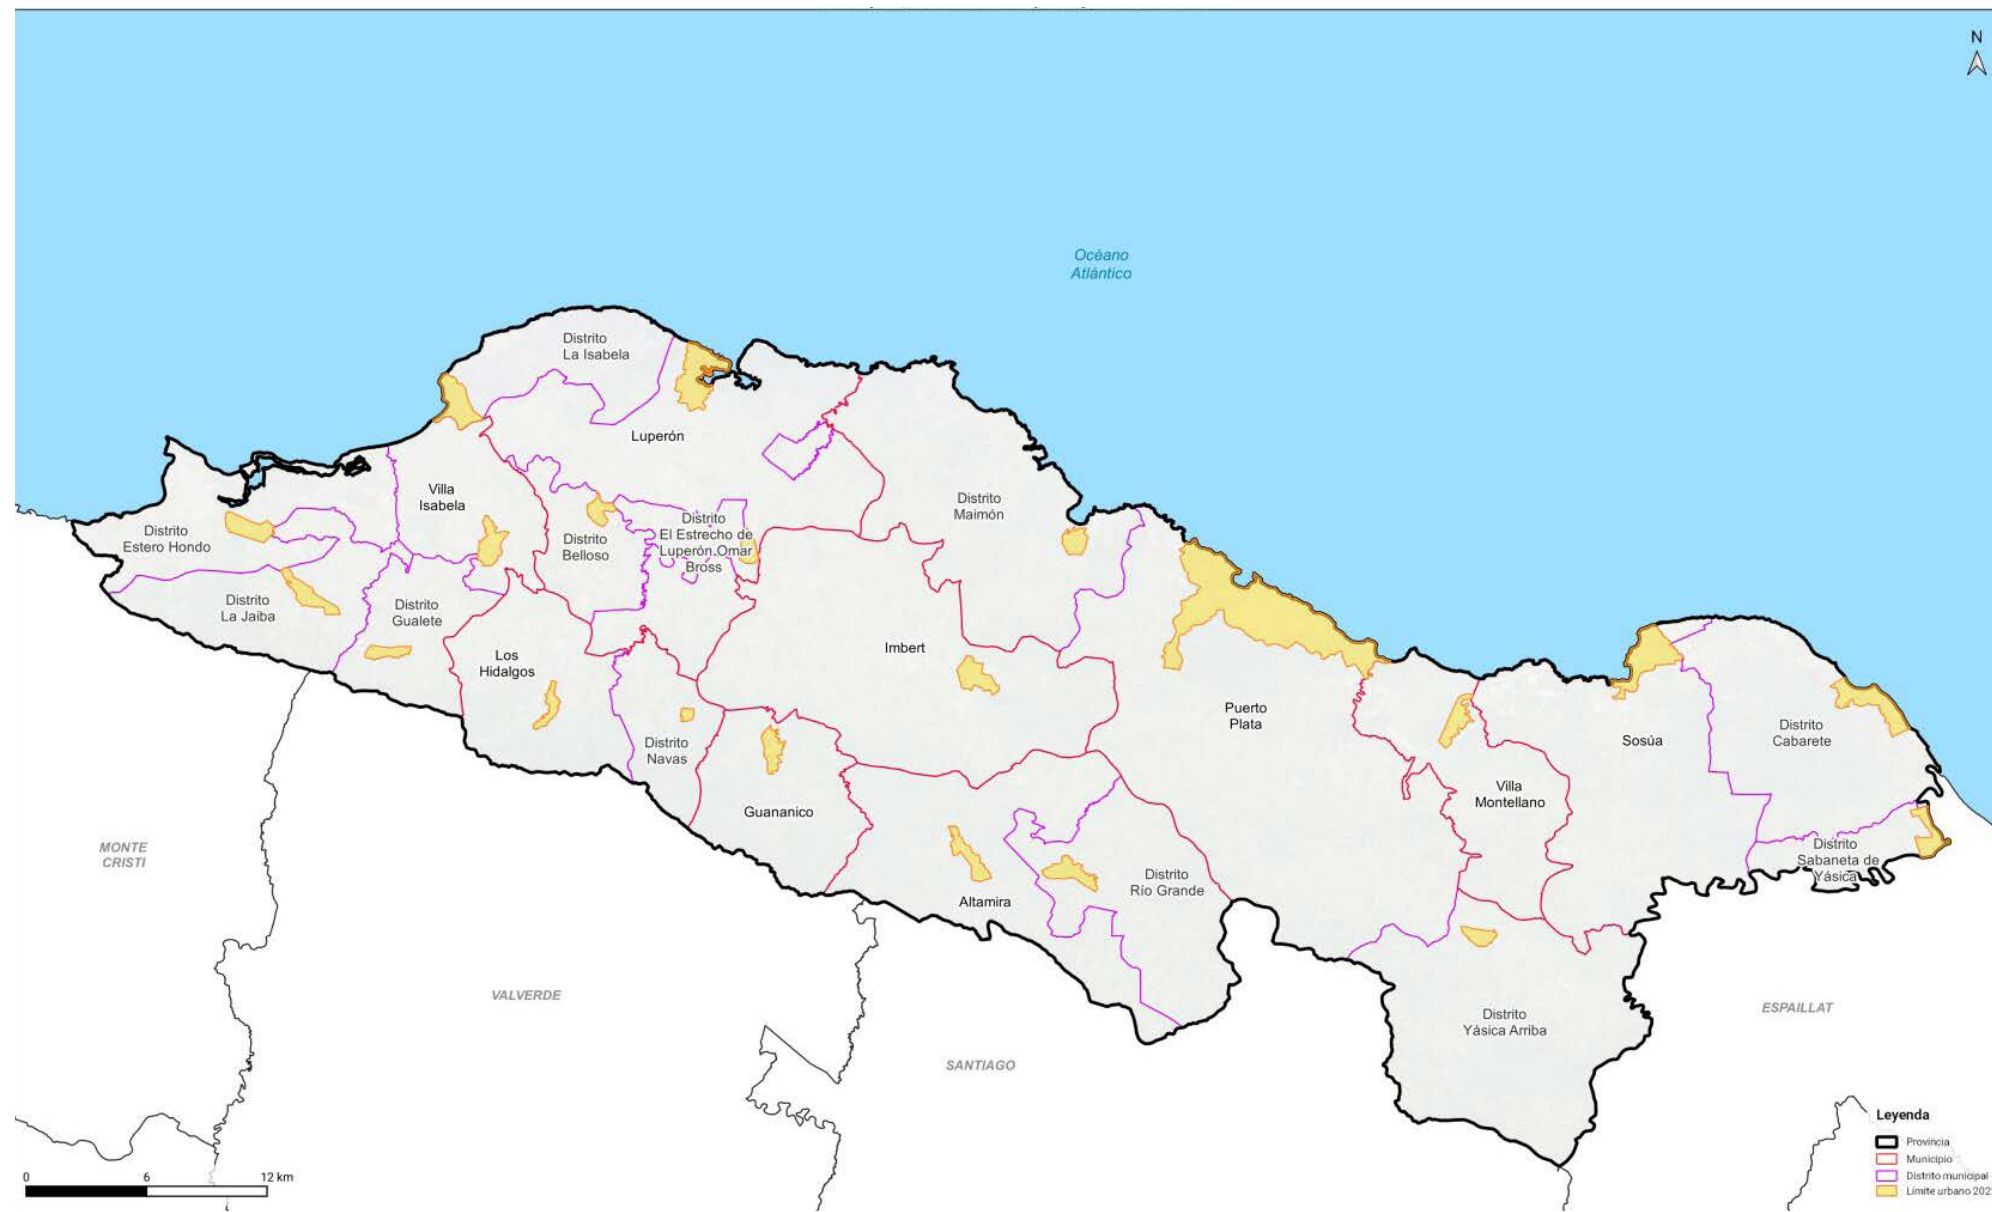 N
Océano
Atlántico
Distrito
La Isabela
Luperón
Villa
Isabela
Distrito
Maimón
Distrito
Estero Hondo
Distrito
Belloso
Distrito
El Estrecho de
Luperón Omar
Bross
Distrito
La Jaiba
Distrito
Gualete
Los
Hidalgos
Imbert
Puerto
Plata
Distrito
Navas
Sosúa
Distrito
Cabarete
Villa
Montellano
Guananico
MONTE
CRISTI
Distrito
Sabaneta de
Yásica
Distrito
Río Grande
Altamira
VALVERDE
ESPAILLAT
Distrito
Yásica Arriba
SANTIAGO
Leyenda
Provincia
Municipio
Distrito municipal
Límite urbano
0 6 12 km